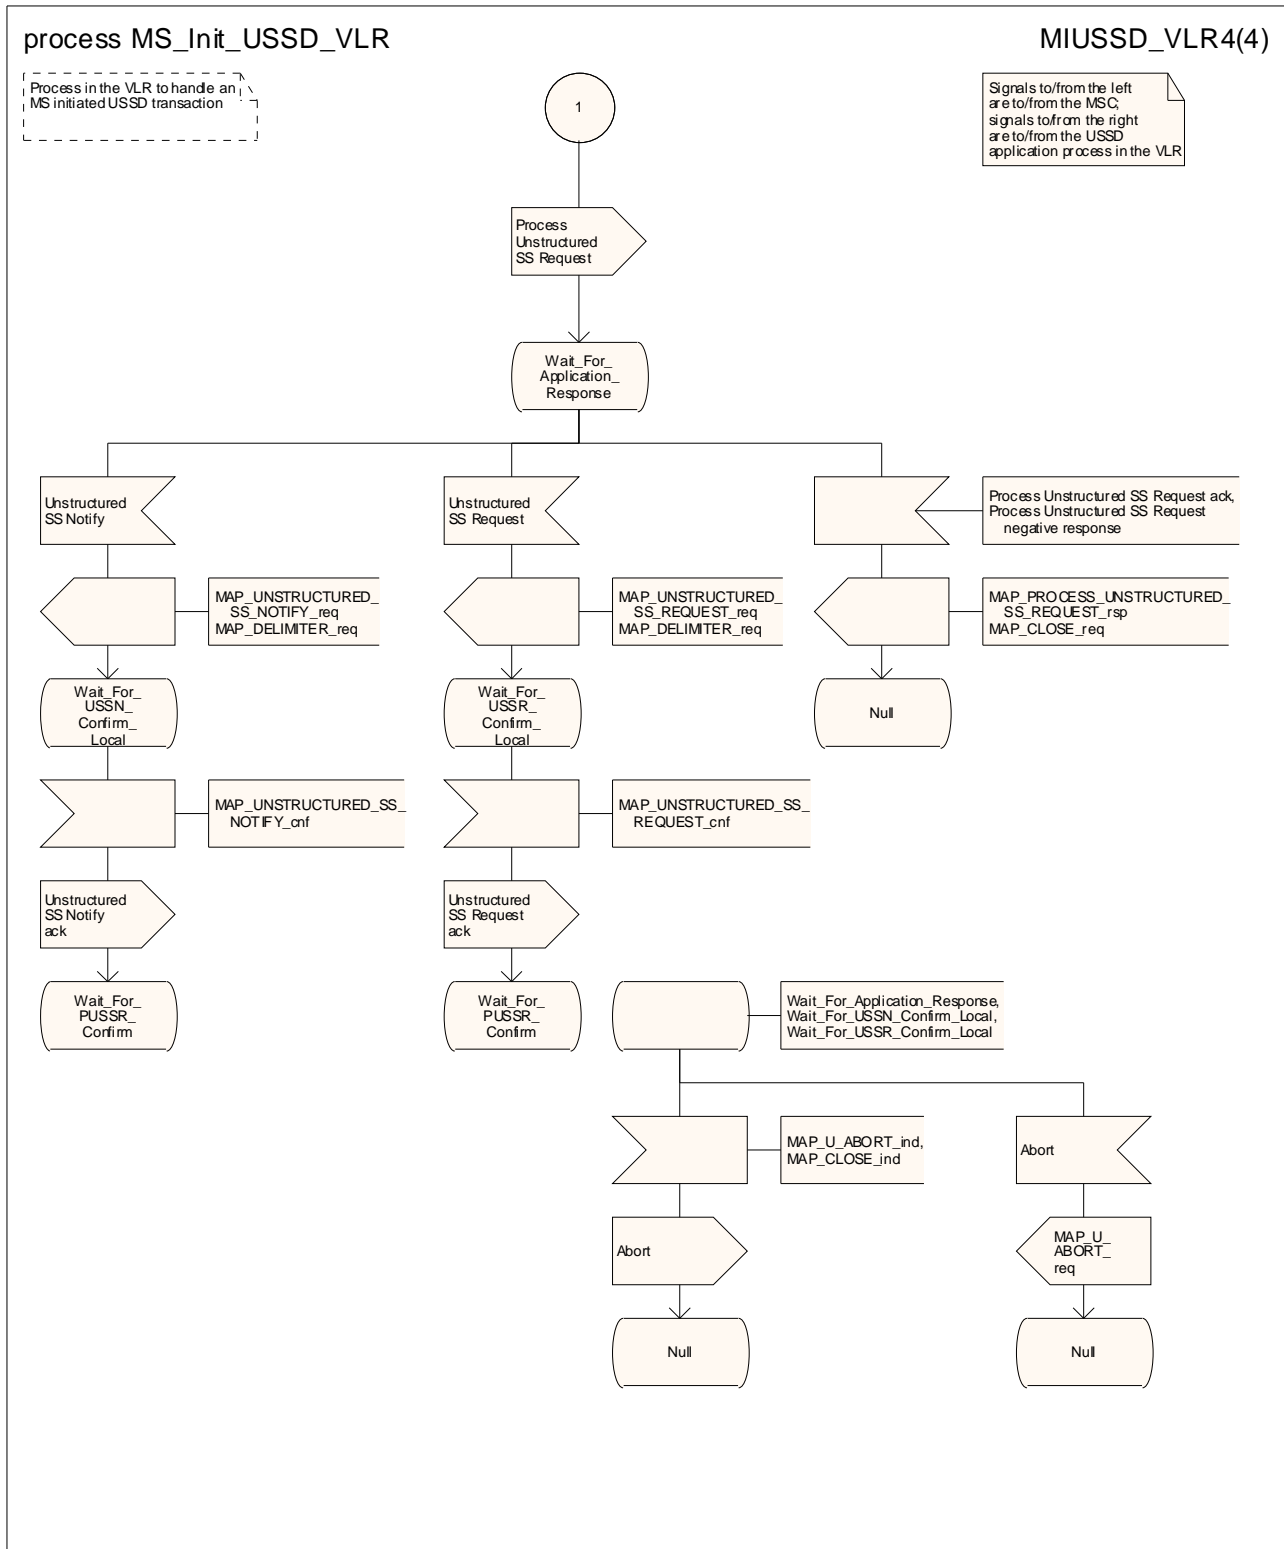 process MS_Init_USSD_VLR
MIUSSD_VLR4(4)
Process in the VLR to handle an
MS initiated USSD transaction
1
Signals to/from the left
are to/from the MSC;
signals to/from the right
are to/from the USSD
application process in the VLR
Process
Unstructured
SS Request
Wait_For_
Application_
Response
Unstructured
SS Notify
Unstructured
SS Request
Process Unstructured SS Request ack,
Process Unstructured SS Request
negative response
MAP_UNSTRUCTURED_
SS_NOTIFY_req
MAP_DELIMITER_req
MAP_UNSTRUCTURED_
SS_REQUEST_req
MAP_DELIMITER_req
MAP_PROCESS_UNSTRUCTURED_
SS_REQUEST_rsp
MAP_CLOSE_req
Wait_For_
USSN_
Confirm_
Local
Wait_For_
USSR_
Confirm_
Local
Null
MAP_UNSTRUCTURED_SS_
NOTIFY_cnf
MAP_UNSTRUCTURED_SS_
REQUEST_cnf
Unstructured
SS Notify
ack
Unstructured
SS Request
ack
Wait_For_
PUSSR_
Confirm
Wait_For_
PUSSR_
Confirm
Wait_For_Application_Response,
Wait_For_USSN_Confirm_Local,
Wait_For_USSR_Confirm_Local
MAP_U_ABORT_ind,
MAP_CLOSE_ind
Abort
Abort
MAP_U_
ABORT_
req
Null
Null